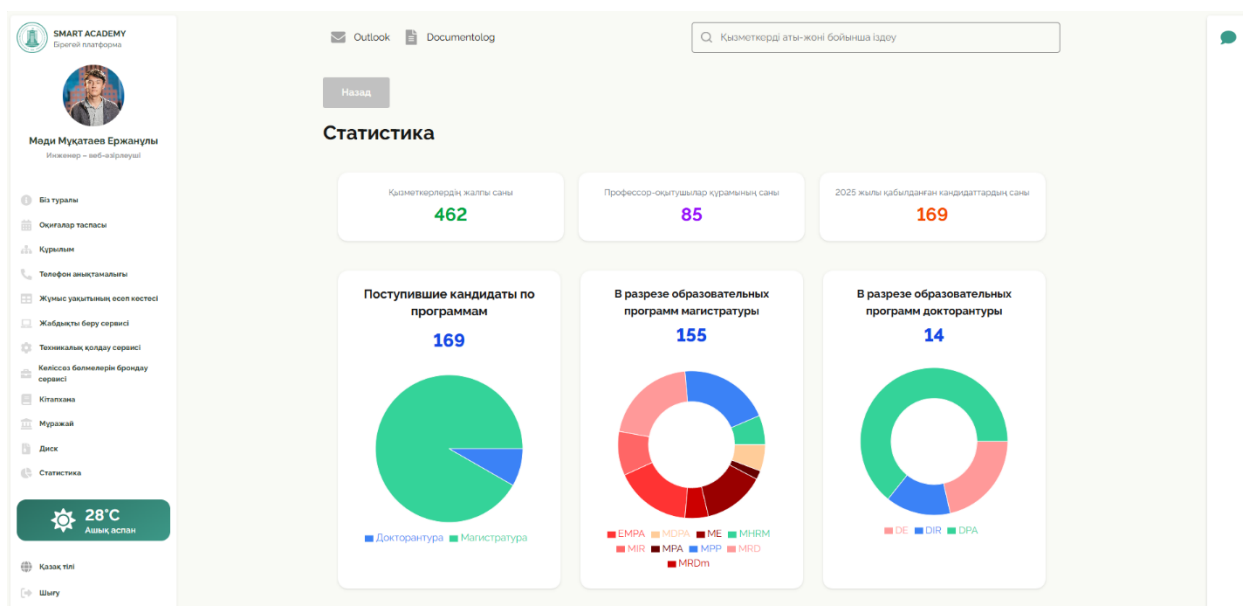 SMART ACADEMY
Бірегей платформа
Мәди Мұқатаев Ержанұлы
Инженер – веб-әзірлеуші
Біз туралы
Оқиғалар таспасы
Құрылым
Телефон анықтамалығы
Жұмыс уақытының есеп кестесі
Жабдықты беру сервисі
Техникалық қолдау сервисі
Келіссөз бөлмелерін брондау
сервисі
Кітапхана
Мұражай
Диск
Статистика
28°C
Ашық аспан
Қазақ тілі
Шығу
Outlook Documentolog
Қызметкерді аты-жөні бойынша іздеу
Назад
Статистика
Қызметкерлердің жалпы саны
462
Профессор-оқытушылар құрамының саны
85
2025 жылы қабылданған кандидаттардың саны
169
Поступившие кандидаты по
программам
169
Докторантура Магистратура
В разрезе образовательных
программ магистратуры
155
EMPA MDPA ME MHRM
MIR MPA MPP MRD
MRDm
В разрезе образовательных
программ докторантуры
14
DE DIR DPA